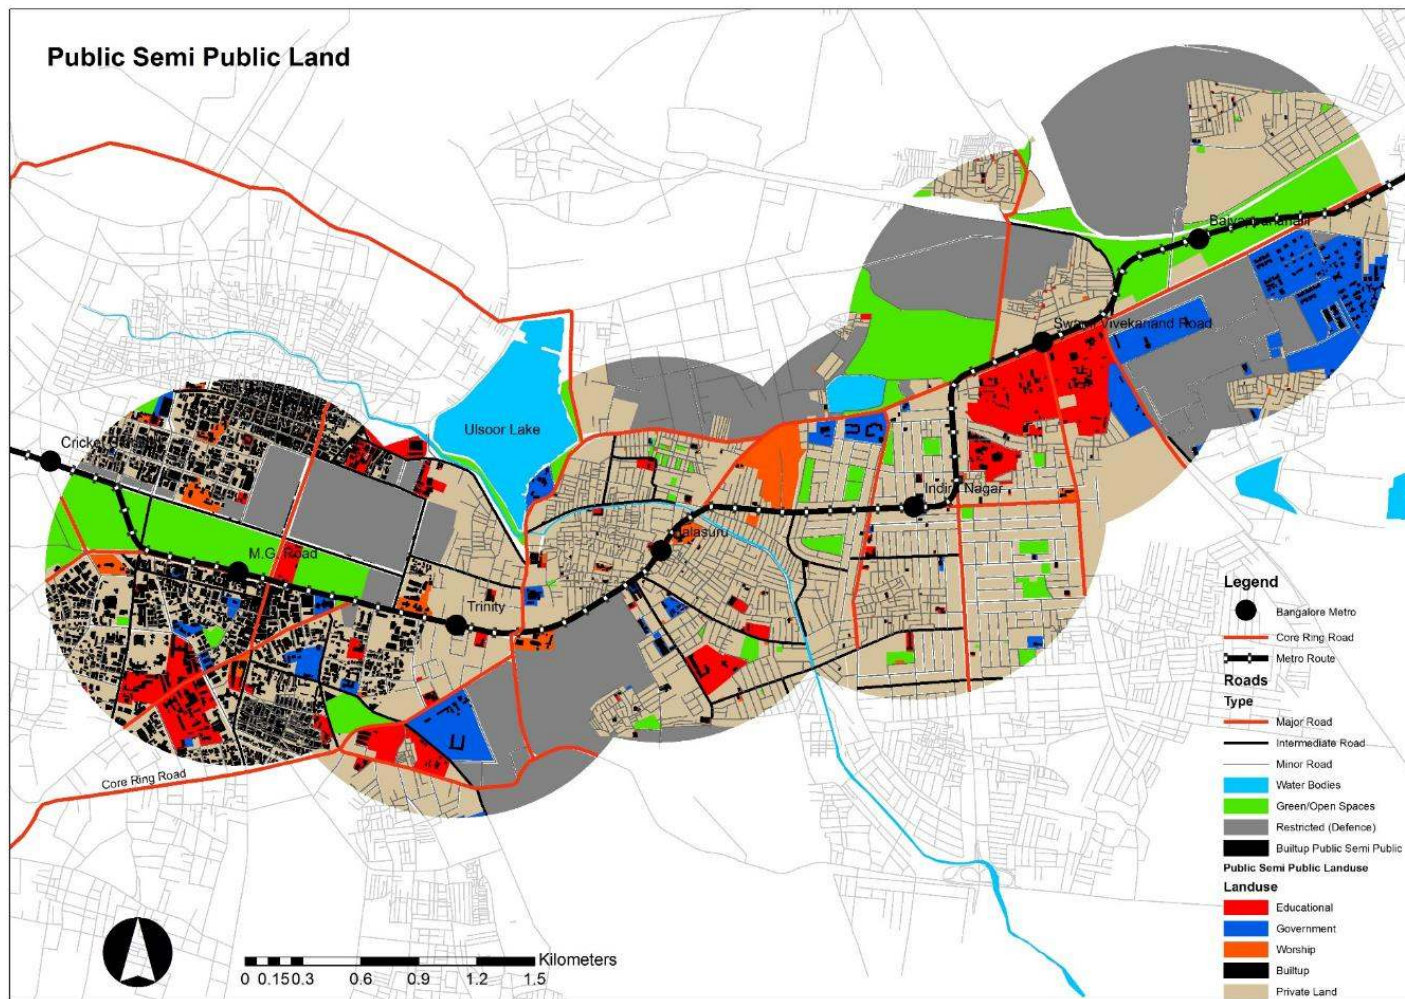 Public Semi Public Land
Ulsoor Lake
Swami Vivekanand Road
Indira Nagar
M.G. Road
Trinity
Core Ring Road
Kilometers
0 0.15 0.3 0.6 0.9 1.2 1.5
Legend
Bangalore Metro
Core Ring Road
Metro Route
Roads
Type
Major Road
Intermediate Road
Minor Road
Water Bodies
Green/Open Spaces
Restricted (Defence)
Builtup Public Semi Public
Public Semi Public Landuse
Landuse
Educational
Government
Worship
Builtup
Private Land